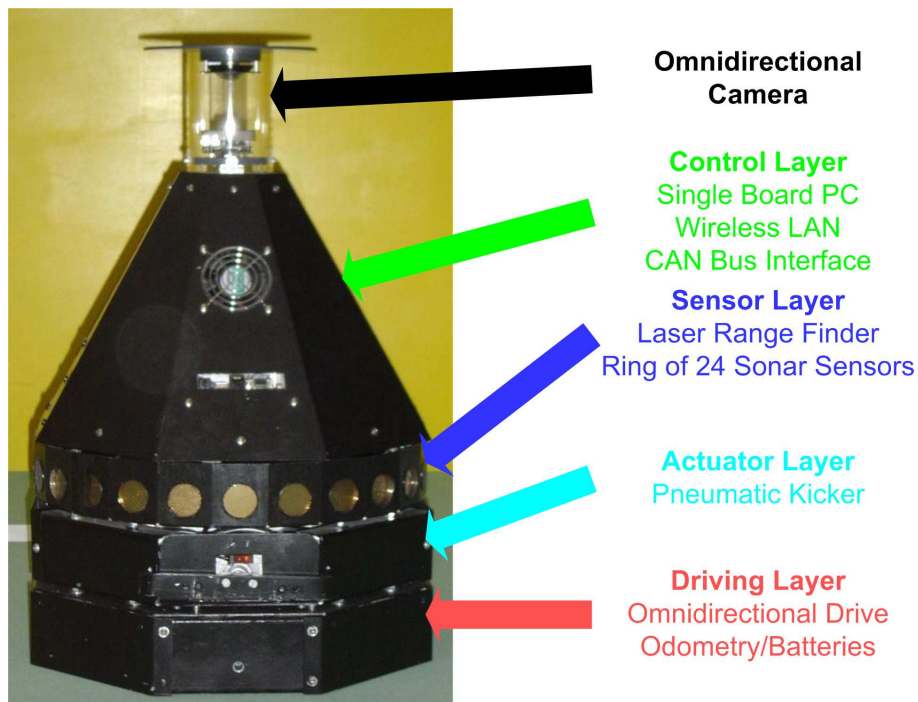 Omnidirectional
Camera
Control Layer
Single Board PC
Wireless LAN
CAN Bus Interface
Sensor Layer
Laser Range Finder
Ring of 24 Sonar Sensors
Actuator Layer
Pneumatic Kicker
Driving Layer
Omnidirectional Drive
Odometry/Batteries